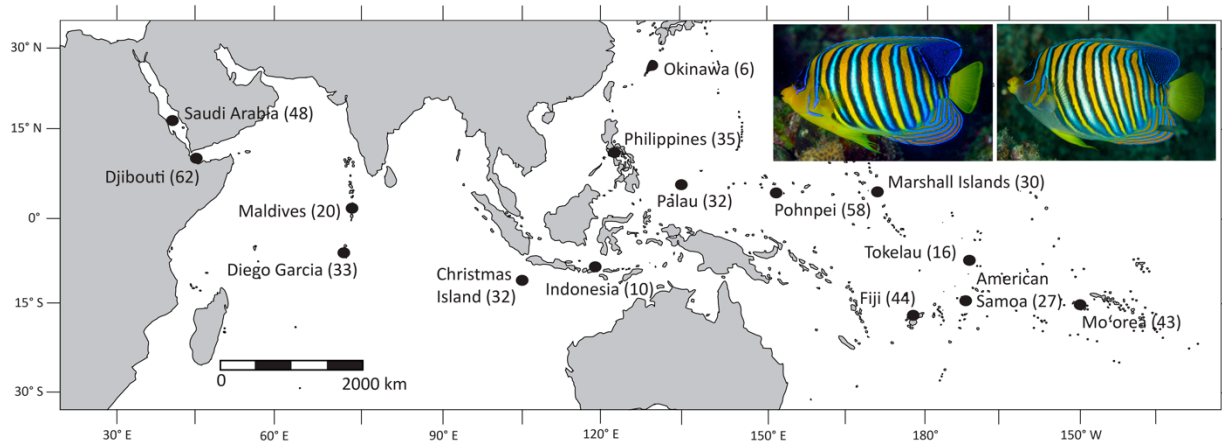 30° N
15° N
0°
15° S
30° S
Okinawa (6)
Saudi Arabia (48)
Philippines (35)
Djibouti (62)
Marshall Islands (30)
Palau (32)
Pohnpei (58)
Maldives (20)
Tokelau (16)
Diego Garcia (33)
Christmas
Island (32)
Indonesia (10)
American
Samoa (27)
Fiji (44)
Moʻorea (43)
0
2000 km
30° E
60° E
90° E
120° E
150° E
180°
150° W